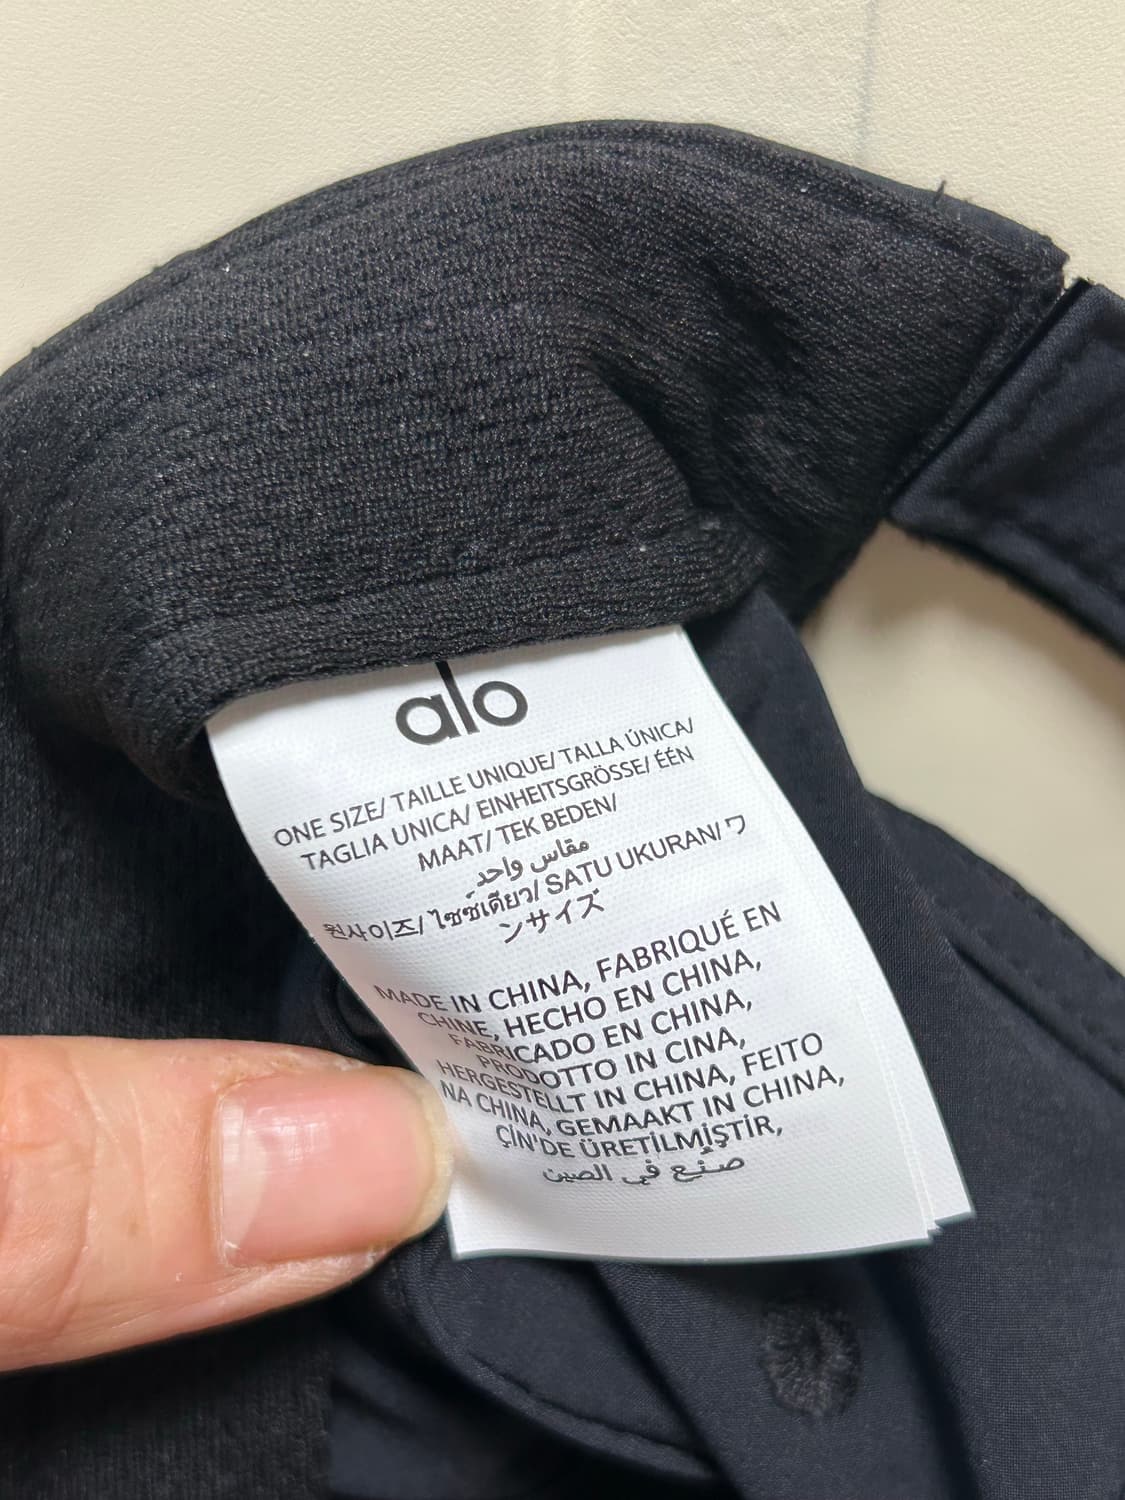 alo
ONE SIZE/ TAILLE UNIQUE/ TALLA ÚNICA/
TAGLIA UNICA/ EINHEITSGRÖSSE/ ÉÉN
MAAT/ TEK BEDEN/
مقاس واحد
원사이즈/ ไซซ์เดียว/ SATU UKURAN/ ワ
ンサイズ
MADE IN CHINA, FABRIQUÉ EN
CHINE, HECHO EN CHINA,
FABRICADO EN CHINA,
PRODOTTO IN CINA,
HERGESTELLT IN CHINA, FEITO
NA CHINA, GEMAAKT IN CHINA,
ÇİN'DE ÜRETİLMİŞTİR,
صنع في الصين